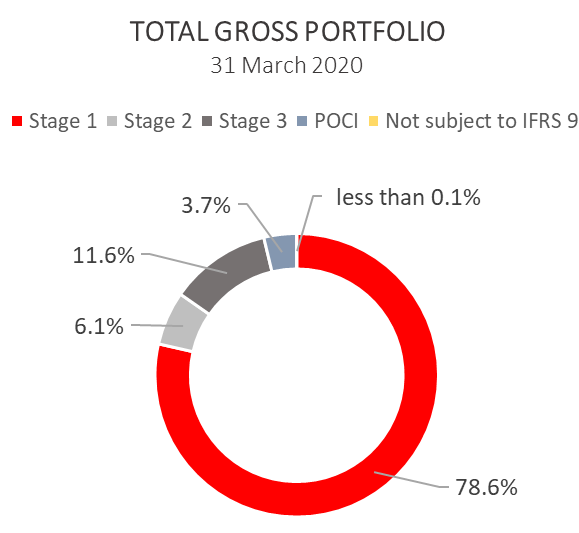 TOTAL GROSS PORTFOLIO
31 March 2020
Stage 1 Stage 2 Stage 3 POCI Not subject to IFRS 9
3.7% less than 0.1%
11.6%
6.1%
78.6%